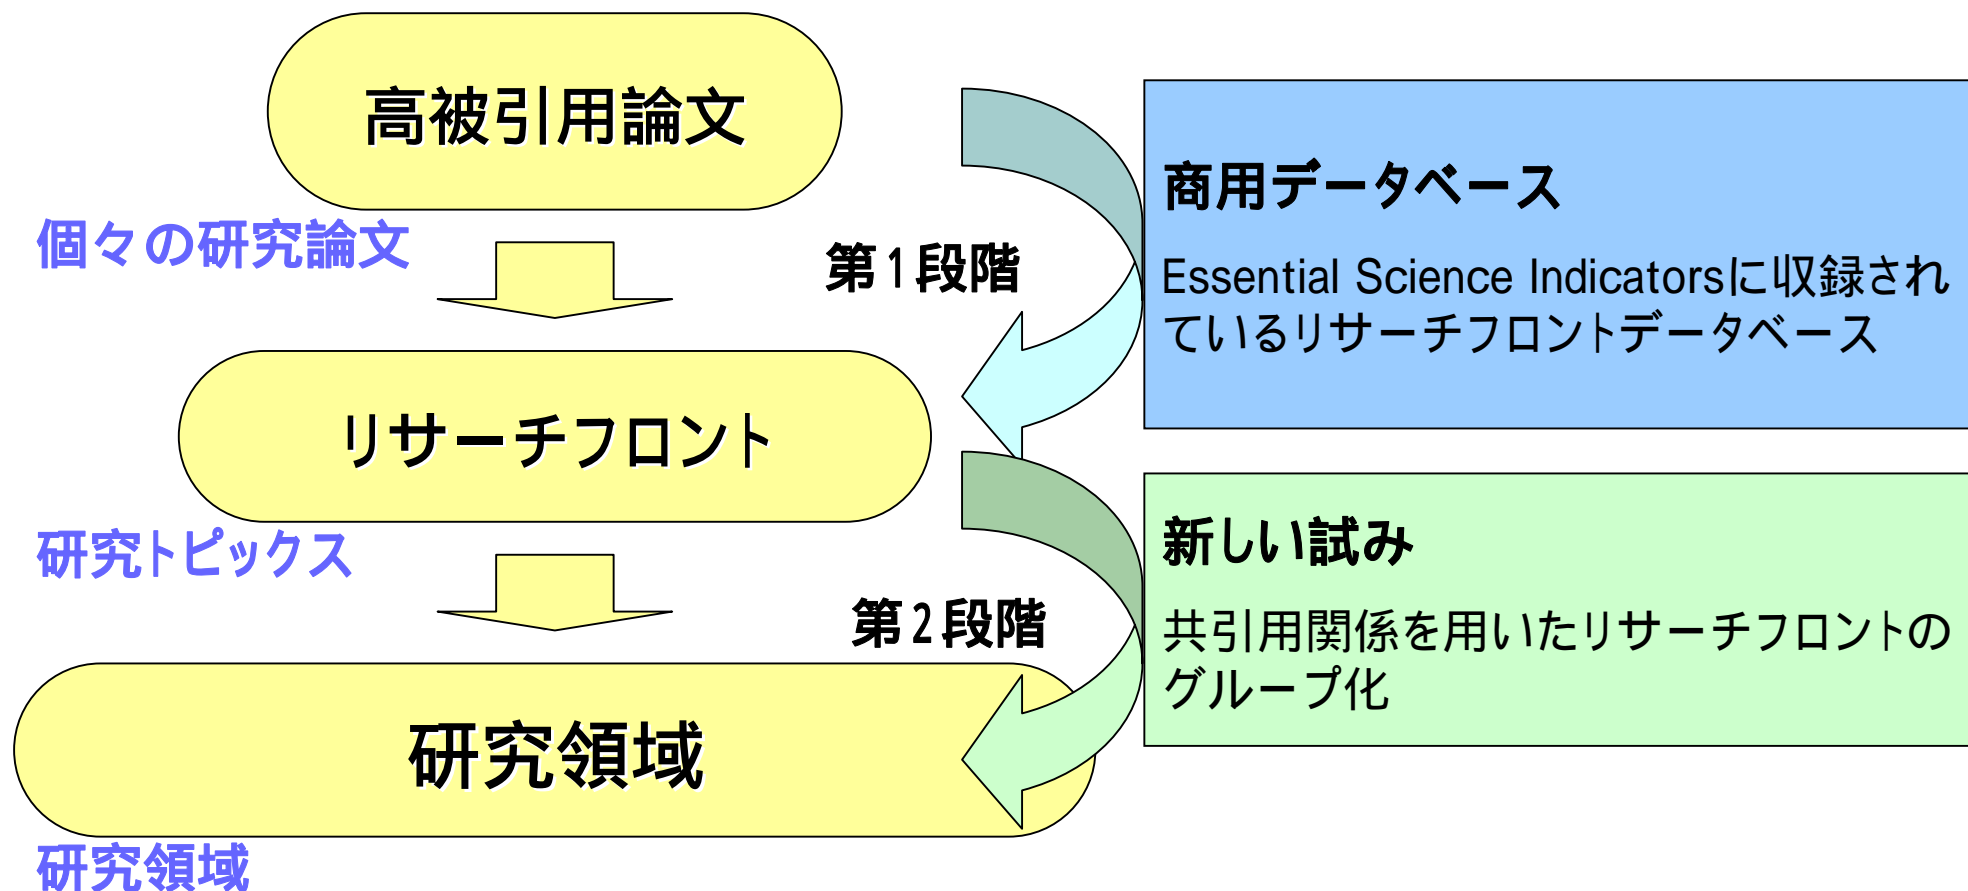 高被引用論文
個々の研究論文
第1段階
商用データベース
Essential Science Indicatorsに収録され
ているリサーチフロントデータベース
リサーチフロント
研究トピックス
第2段階
新しい試み
共引用関係を用いたリサーチフロントの
グループ化
研究領域
研究領域